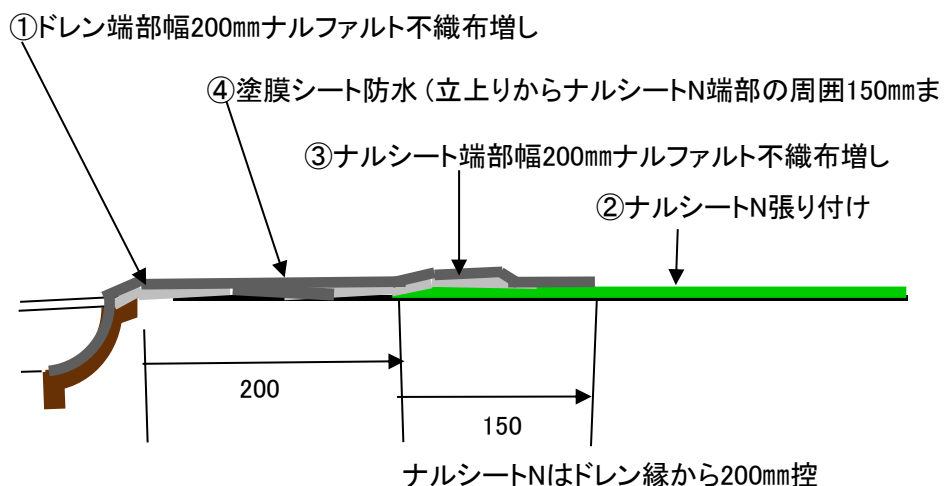 ①ドレン端部幅200㎜ナルファルト不織布増し
④塗膜シート防水（立上りからナルシートN端部の周囲150㎜ま
③ナルシート端部幅200㎜ナルファルト不織布増し
②ナルシートN張り付け
200
150
ナルシートNはドレン縁から200㎜控